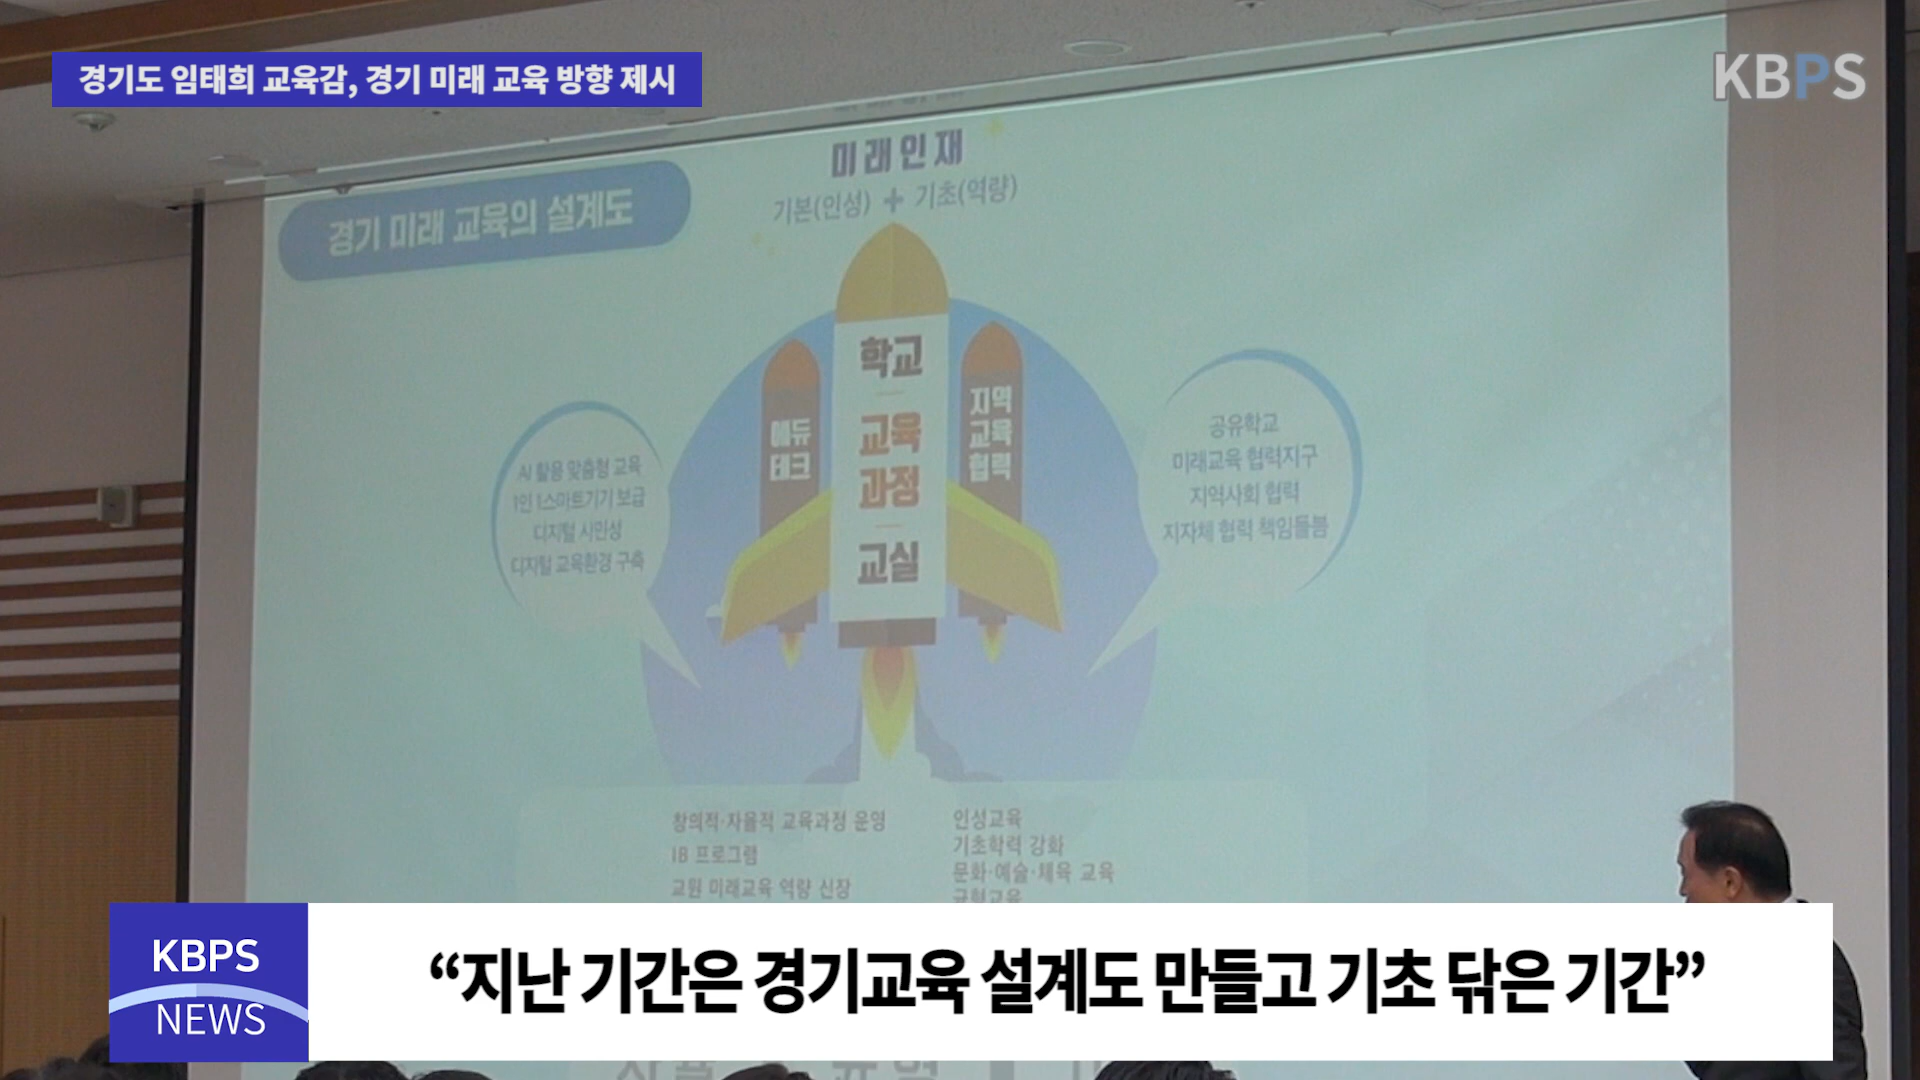 경기도 임태희 교육감, 경기 미래 교육 방향 제시
KBPS
미래인재
기본(인성) + 기초(역량)
경기 미래 교육의 설계도
학교
교육
과정
교실
에듀
테크
지역
교육
협력
AI 활용 맞춤형 교육
1인 1스마트기기 보급
디지털 시민성
디지털 교육환경 구축
공유학교
미래교육 협력지구
지역사회 협력
지자체 협력 책임돌봄
창의적·자율적 교육과정 운영
IB 프로그램
교원 미래교육 역량 신장
인성교육
기초학력 강화
문화·예술·체육 교육
KBPS
NEWS
“지난 기간은 경기교육 설계도 만들고 기초 닦은 기간”